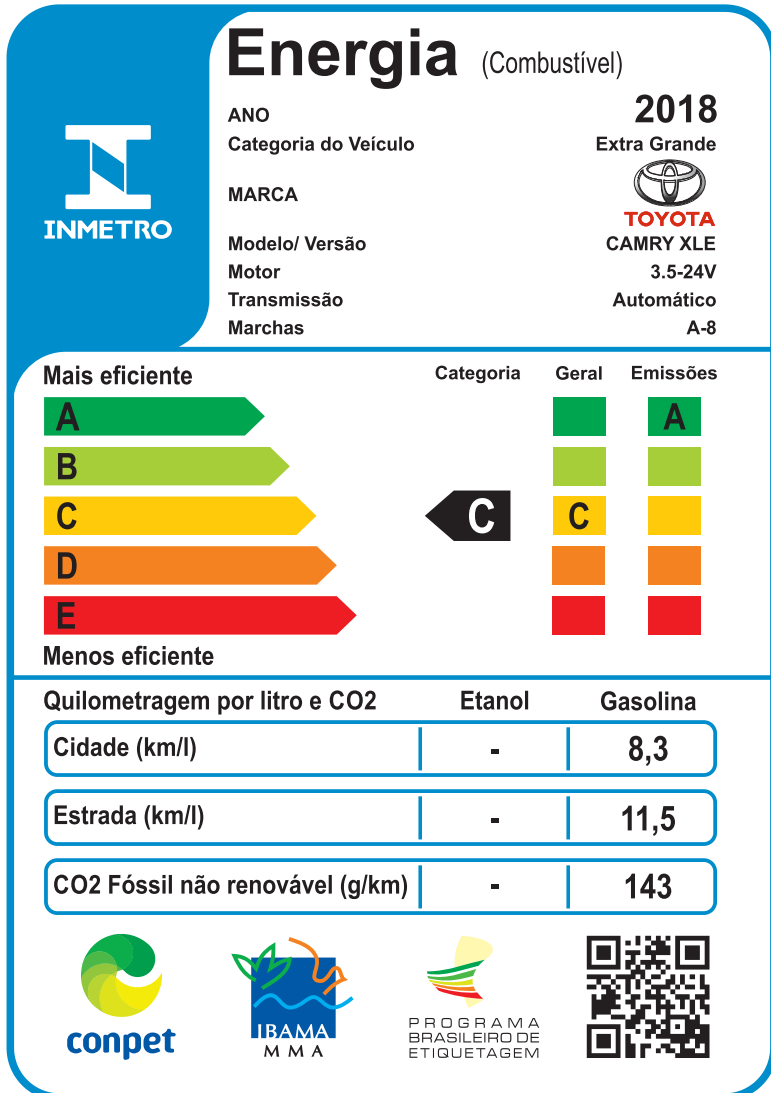 Energia (Combustível)
ANO 2018
Categoria do Veículo Extra Grande
INMETRO
MARCA TOYOTA
Modelo/ Versão CAMRY XLE
Motor 3.5-24V
Transmissão Automático
Marchas A-8
Mais eficiente Categoria Geral Emissões
A A
B
C C C
D
E
Menos eficiente
Quilometragem por litro e CO2 Etanol Gasolina
Cidade (km/l) - 8,3
Estrada (km/l) - 11,5
CO2 Fóssil não renovável (g/km) - 143
conpet
IBAMA
MMA
PROGRAMA
BRASILEIRO DE
ETIQUETAGEM